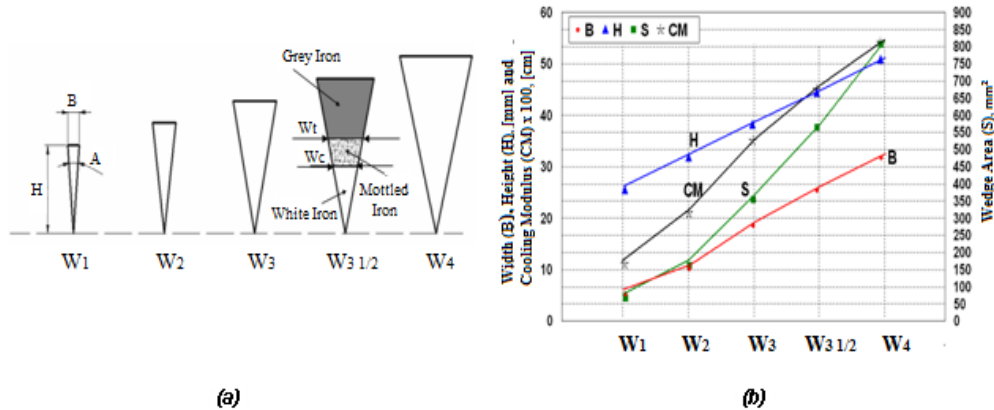 Grey Iron
B
Wt
A
H
Wc
Mottled
Iron
White Iron
W1
W2
W3
W3 1/2
W4
(a)
Width (B), Height (H), [mm] and
Cooling Modulus (CM) x 100, [cm]
60
50
40
30
20
10
0
B H S CM
H
CM
S
B
900
850
800
750
700
650
600
550
500
450
400
350
300
250
200
150
100
50
0
Wedge Area (S), mm²
W1
W2
W3
W3 1/2
W4
(b)